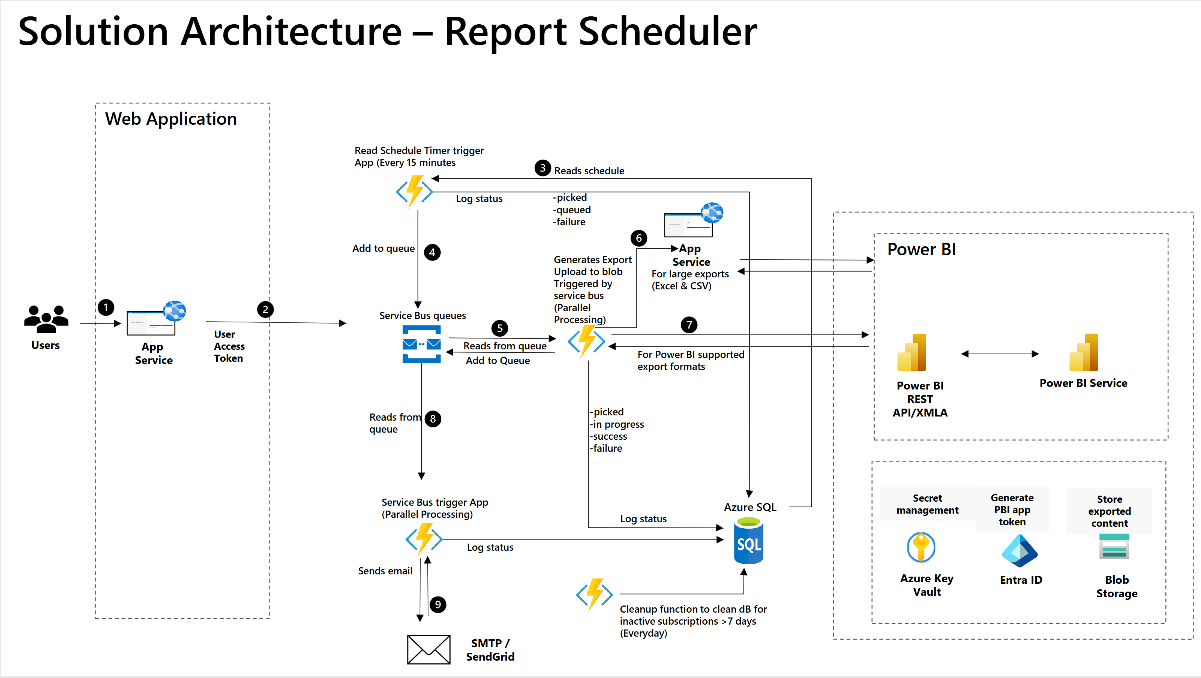 Solution Architecture – Report Scheduler
Web Application
Read Schedule Timer trigger
App (Every 15 minutes
3
Reads schedule
Log status
-picked
-queued
-failure
6
App
Service
For large exports
(Excel & CSV)
Power BI
Add to queue
4
Generates Export
Upload to blob
Triggered by
service bus
(Parallel
Processing)
1
2
Users
App
Service
User
Access
Token
Service Bus queues
5
Reads from queue
Add to Queue
7
For Power BI supported
export formats
Power BI
REST
API/XMLA
Power BI Service
Reads from
queue
8
-picked
-in progress
-success
-failure
Service Bus trigger App
(Parallel Processing)
Log status
Log status
Azure SQL
SQL
Secret
management
Generate
PBI app
token
Store
exported
content
Azure Key
Vault
Entra ID
Blob
Storage
Sends email
9
SMTP /
SendGrid
Cleanup function to clean dB for
inactive subscriptions >7 days
(Everyday)